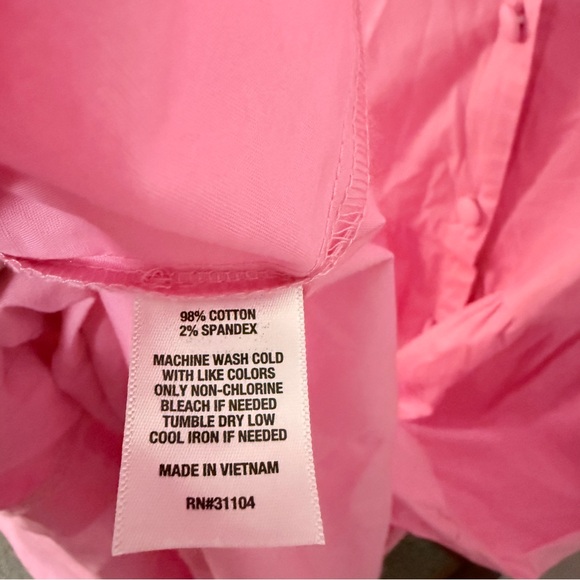 98% COTTON
2% SPANDEX
MACHINE WASH COLD
WITH LIKE COLORS
ONLY NON-CHLORINE
BLEACH IF NEEDED
TUMBLE DRY LOW
COOL IRON IF NEEDED
MADE IN VIETNAM
RN#31104